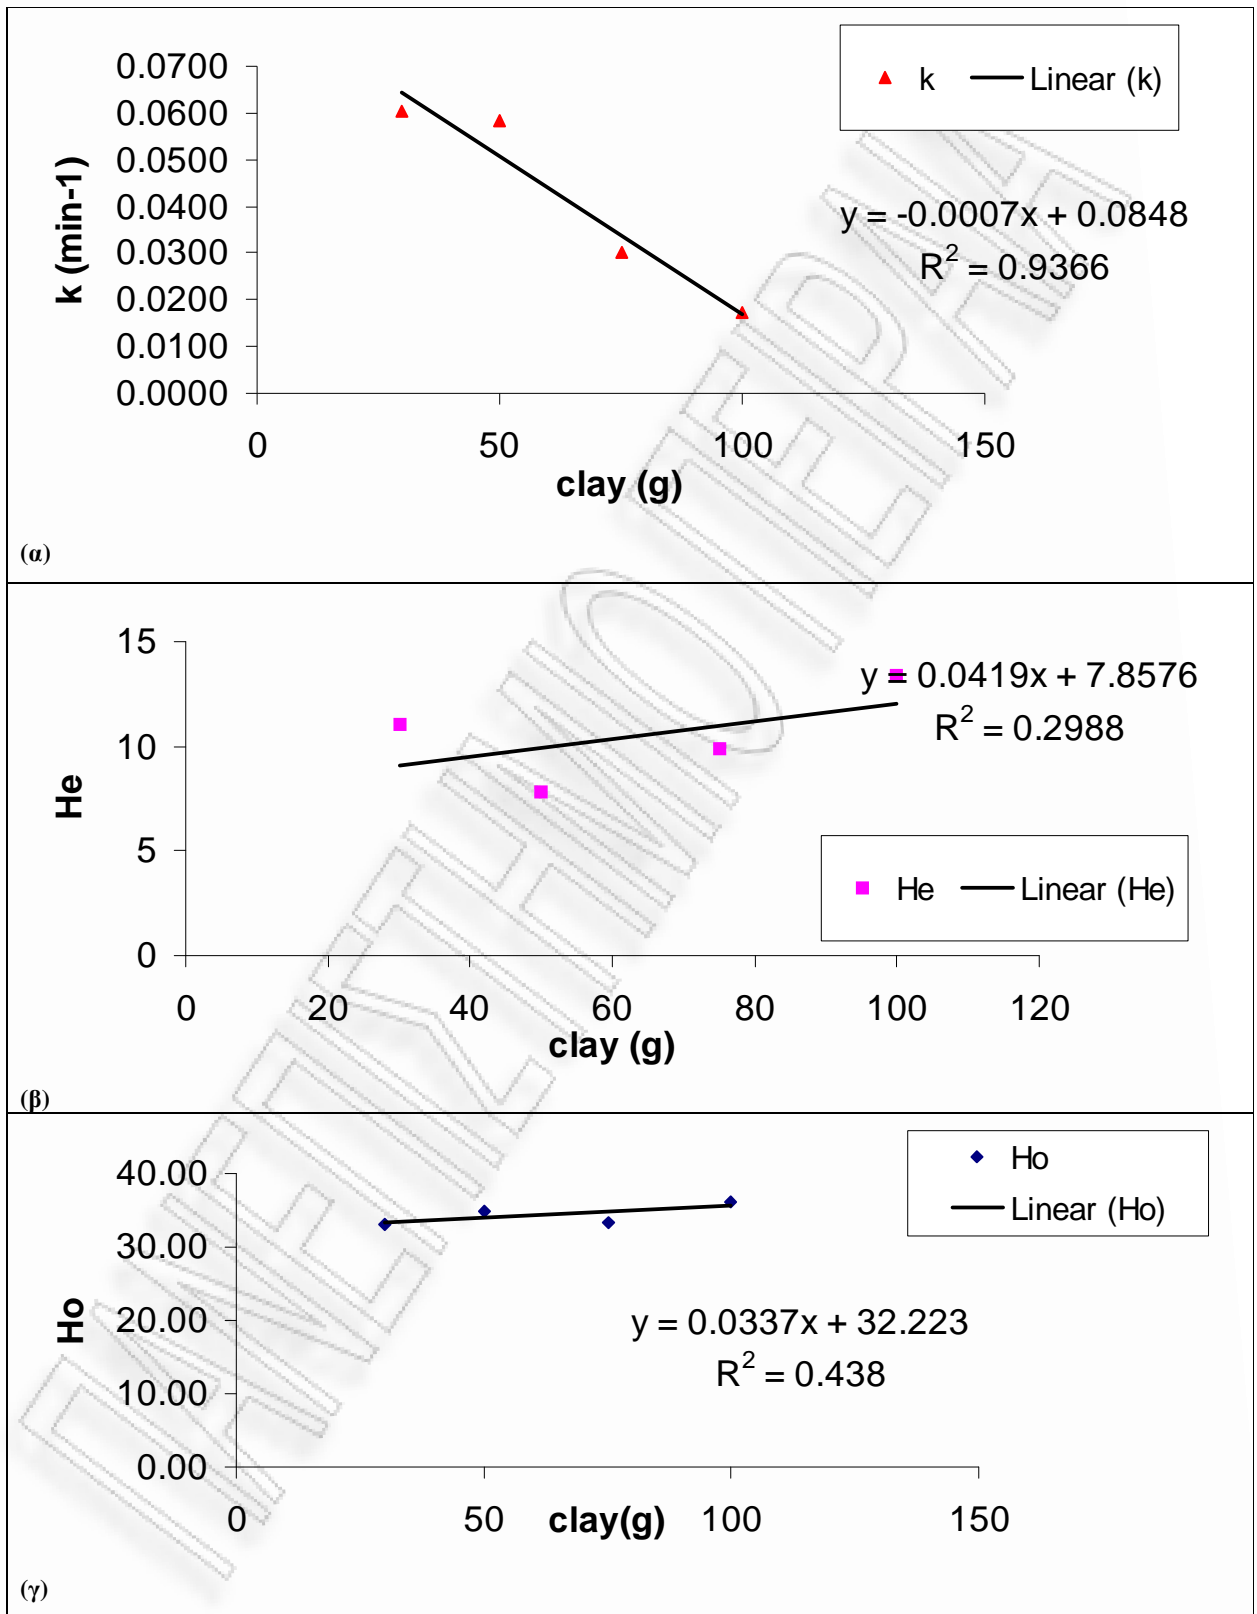 0.0700
0.0600
0.0500
0.0400
0.0300
0.0200
0.0100
0.0000
k (min-1)
0 50 100 150
clay (g)
k Linear (k)
y = -0.0007x + 0.0848
R² = 0.9366
(α)
15
10
5
0
He
0 20 40 60 80 100 120
clay (g)
y = 0.0419x + 7.8576
R² = 0.2988
He Linear (He)
(β)
40.00
30.00
20.00
10.00
0.00
Ho
0 50 100 150
clay(g)
Ho
Linear (Ho)
y = 0.0337x + 32.223
R² = 0.438
(γ)
ΠΑΝΕΠΙΣΤΗΜΙΟ ΠΕΙΡΑΙΑ